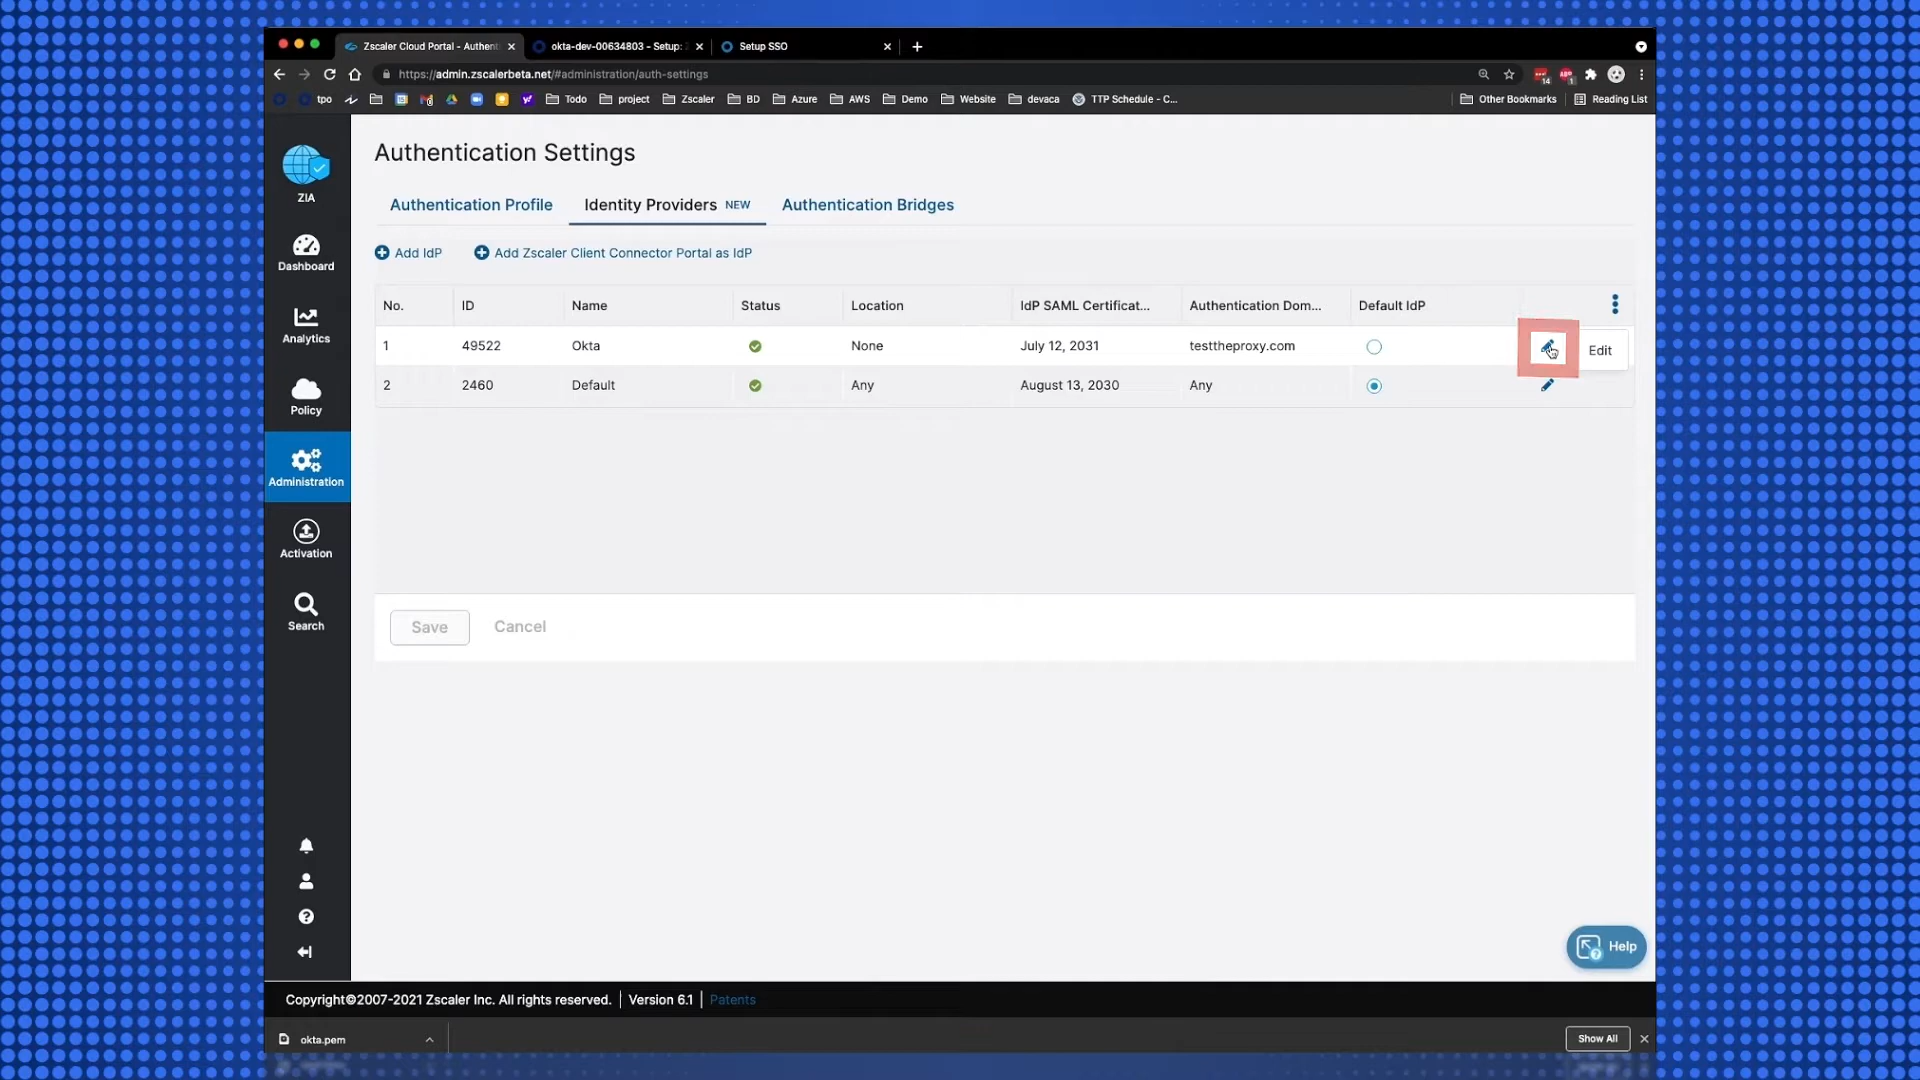 Zscaler Cloud Portal - Authent
okta-dev-00634803 - Setup:
Setup SSO
https://admin.zscalerbeta.net/#administration/auth-settings
14
1
tpo
Todo
project
Zscaler
BD
Azure
AWS
Demo
Website
devaca
TTP Schedule - C...
Other Bookmarks
Reading List
ZIA
Dashboard
Analytics
Policy
Administration
Activation
Search
Authentication Settings
Authentication Profile
Identity Providers NEW
Authentication Bridges
Add IdP
Add Zscaler Client Connector Portal as IdP
No. ID Name Status Location IdP SAML Certificat... Authentication Dom... Default IdP
1 49522 Okta None July 12, 2031 testtheproxy.com
Edit
2 2460 Default Any August 13, 2030 Any
Save Cancel
Help
Copyright©2007-2021 Zscaler Inc. All rights reserved. | Version 6.1 | Patents
okta.pem
Show All